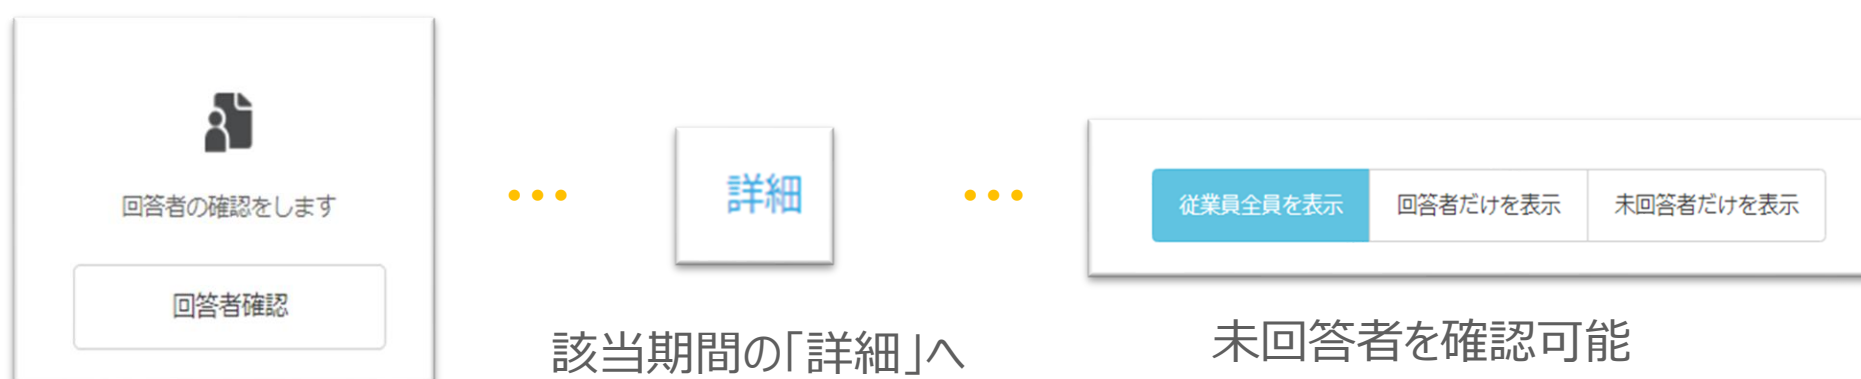 回答者の確認をします
回答者確認
詳細
該当期間の「詳細」へ
従業員全員を表示
回答者だけを表示
未回答者だけを表示
未回答者を確認可能